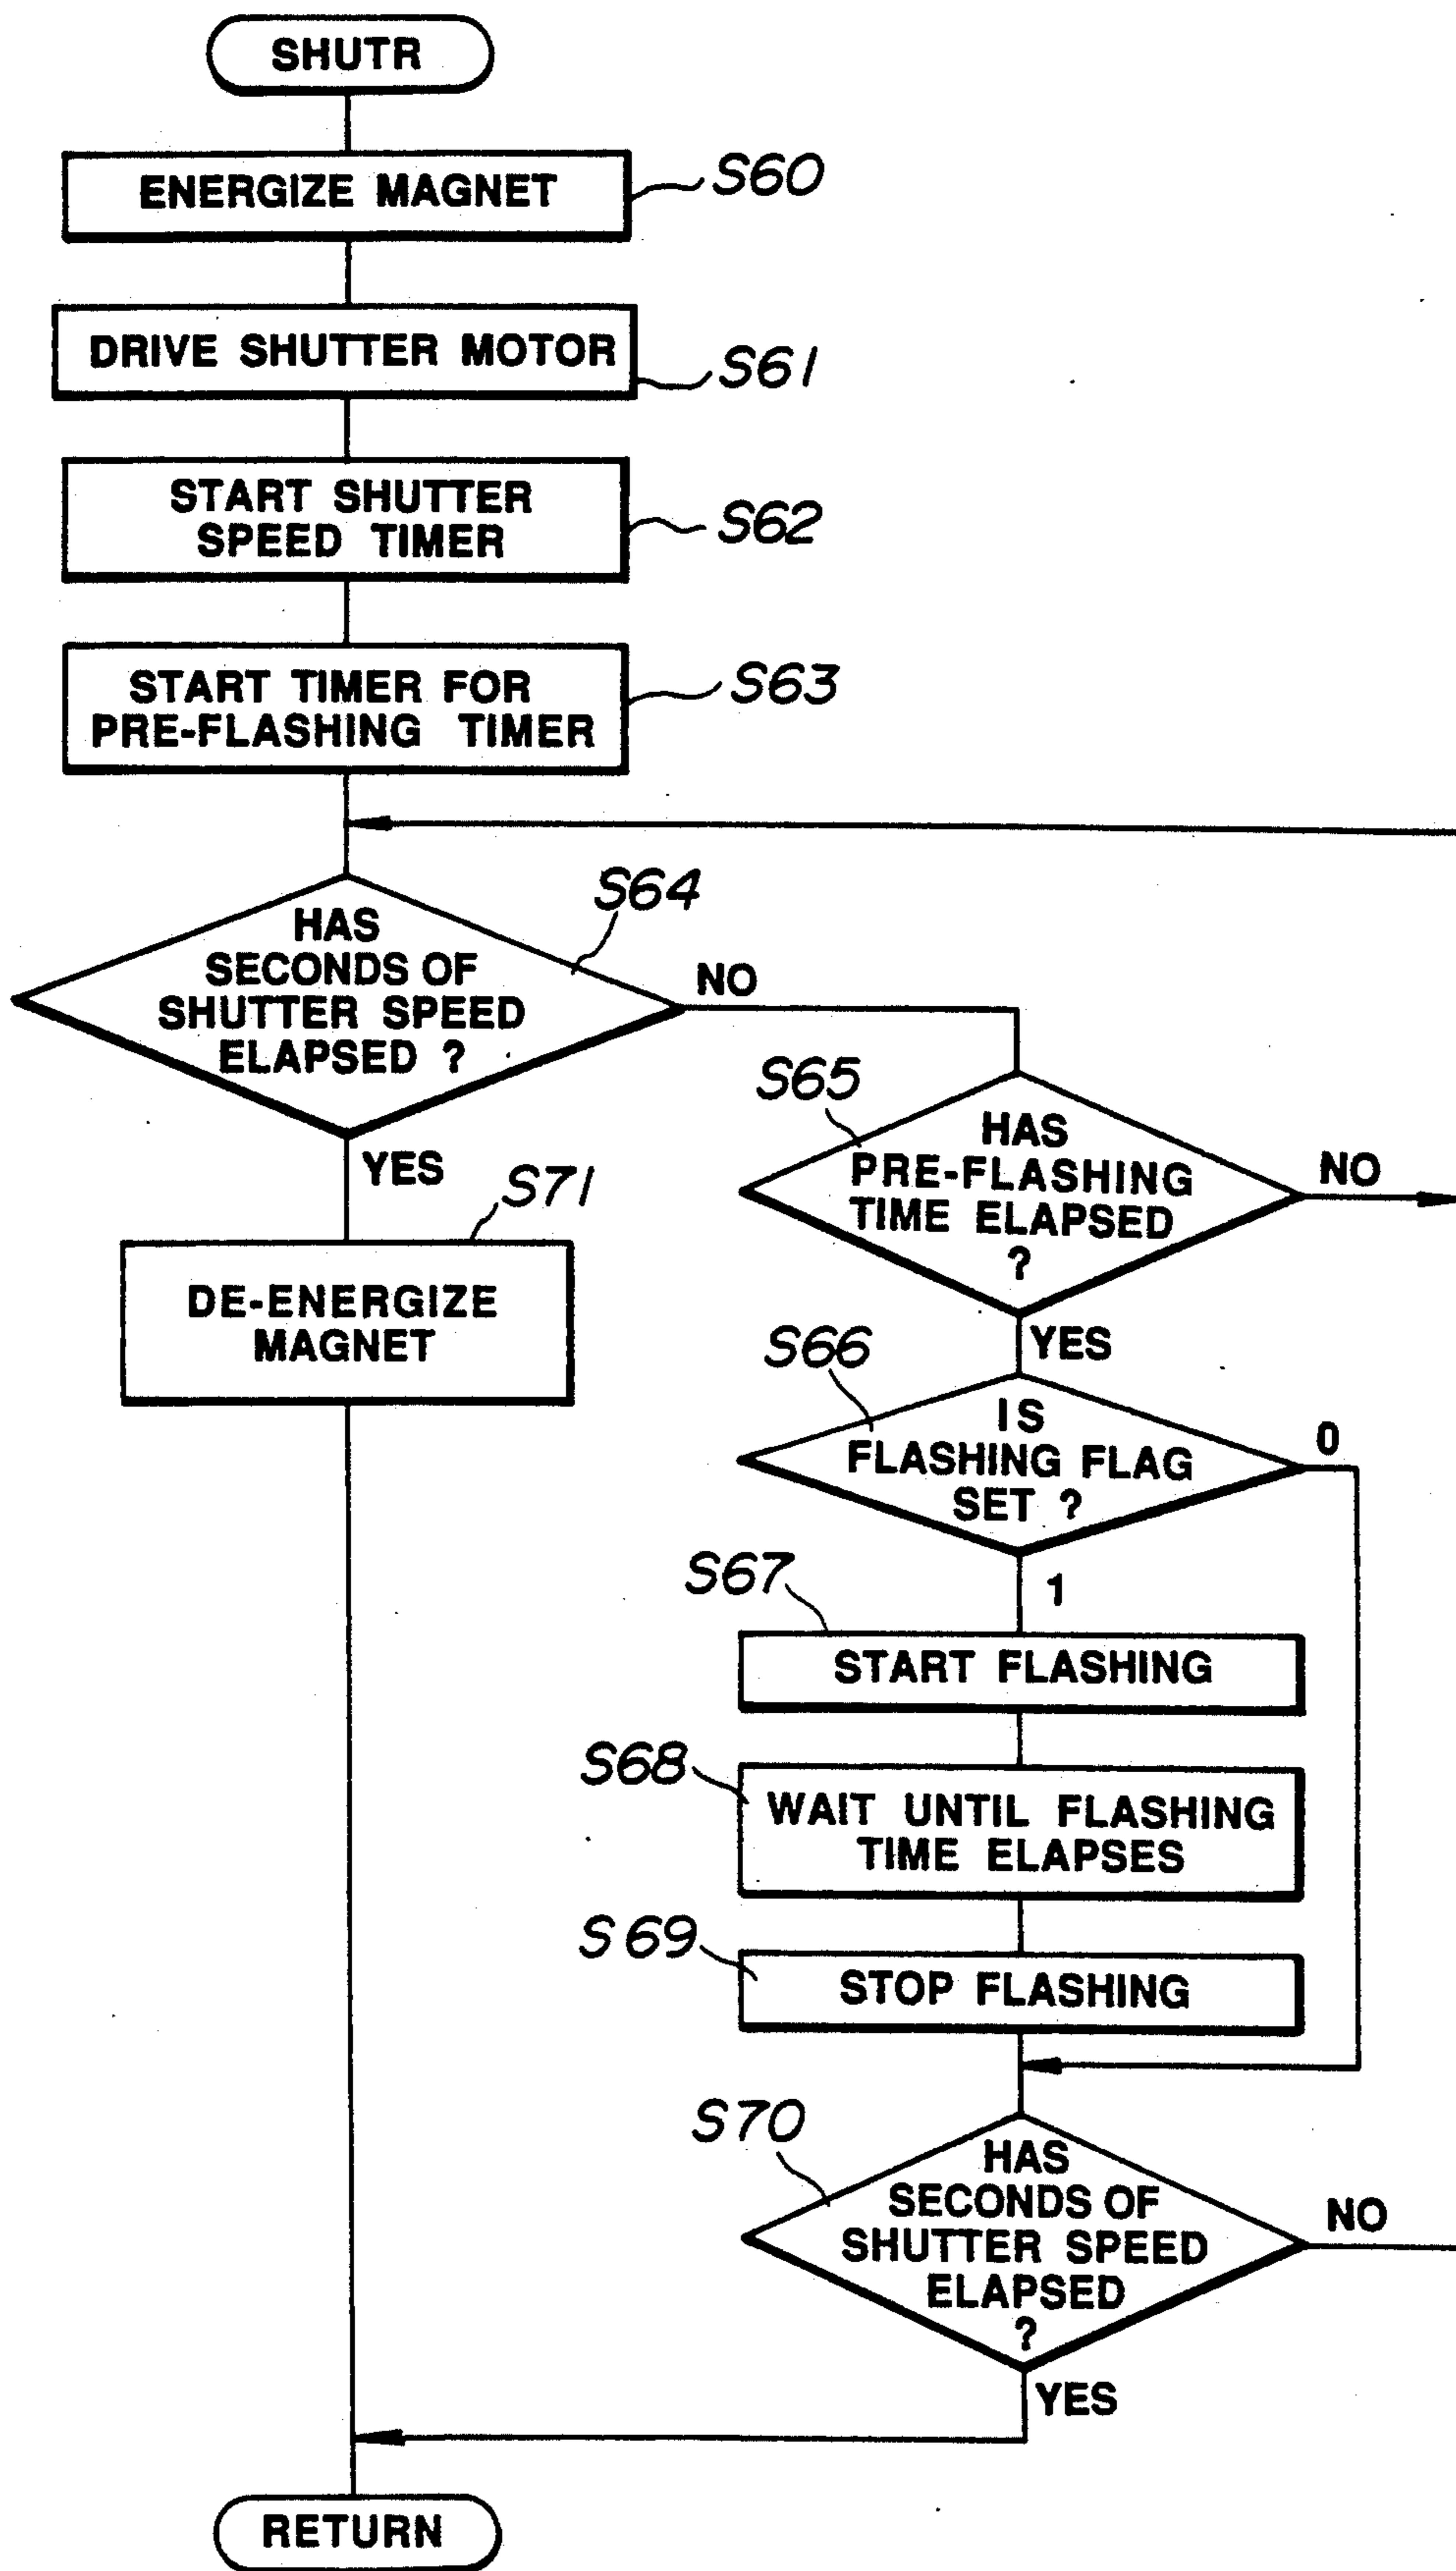 SHUTR
ENERGIZE MAGNET
S60
DRIVE SHUTTER MOTOR
S61
START SHUTTER
SPEED TIMER
S62
START TIMER FOR
PRE-FLASHING TIMER
S63
S64
HAS
SECONDS OF
SHUTTER SPEED
ELAPSED ?
NO
YES
S65
HAS
PRE-FLASHING
TIME ELAPSED
?
NO
YES
S71
DE-ENERGIZE
MAGNET
S66
IS
FLASHING FLAG
SET ?
0
1
S67
START FLASHING
S68
WAIT UNTIL FLASHING
TIME ELAPSES
S69
STOP FLASHING
S70
HAS
SECONDS OF
SHUTTER SPEED
ELAPSED
?
NO
YES
RETURN